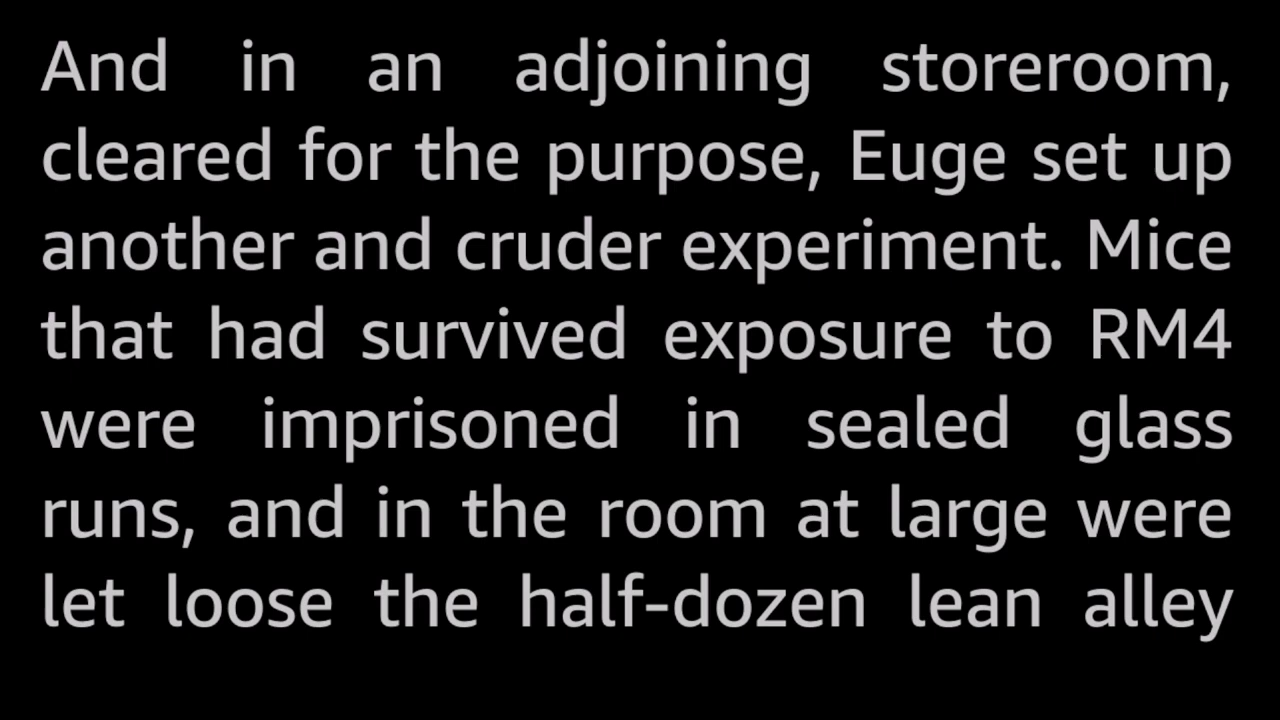 And in an adjoining storeroom,
cleared for the purpose, Euge set up
another and cruder experiment. Mice
that had survived exposure to RM4
were imprisoned in sealed glass
runs, and in the room at large were
let loose the half-dozen lean alley